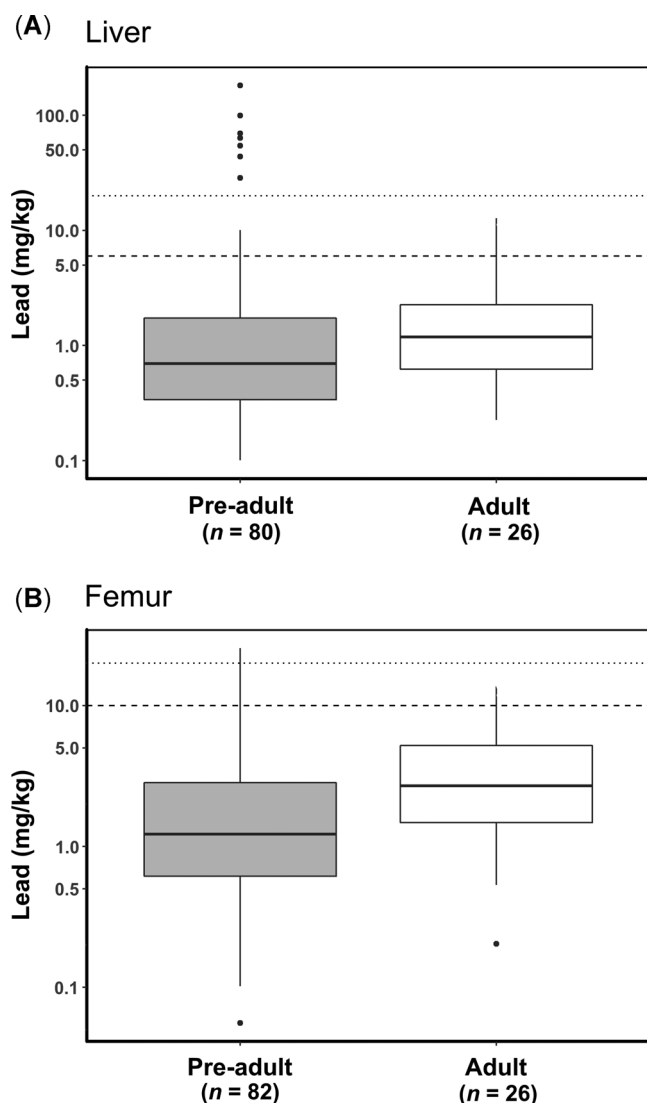 (A) Liver
100.0
50.0
10.0
5.0
1.0
0.5
0.1
Lead (mg/kg)
Pre-adult
(n = 80)
Adult
(n = 26)
(B) Femur
10.0
5.0
1.0
0.5
0.1
Lead (mg/kg)
Pre-adult
(n = 82)
Adult
(n = 26)